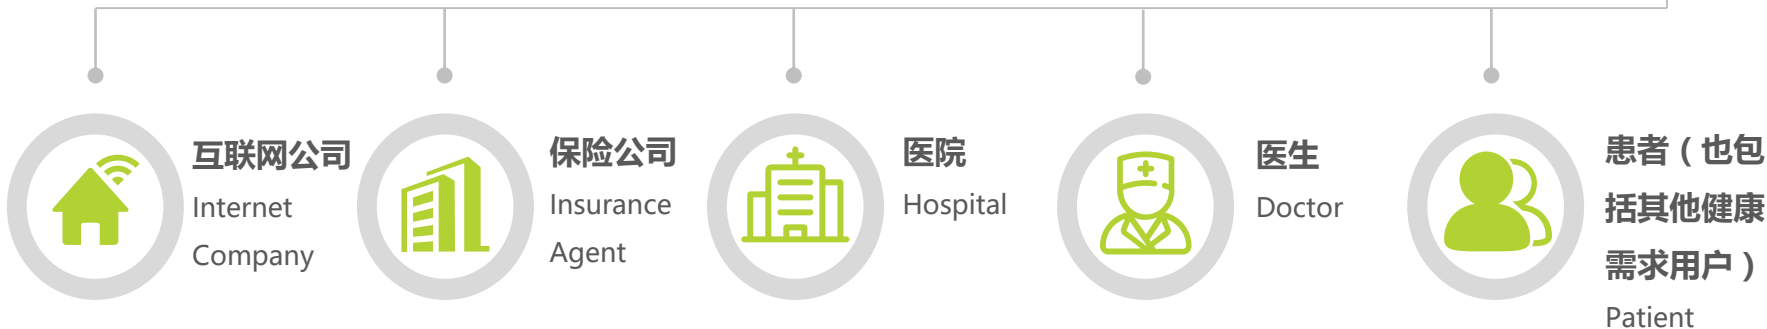 互联网公司
Internet
Company
保险公司
Insurance
Agent
医院
Hospital
医生
Doctor
患者（也包
括其他健康
需求用户）
Patient